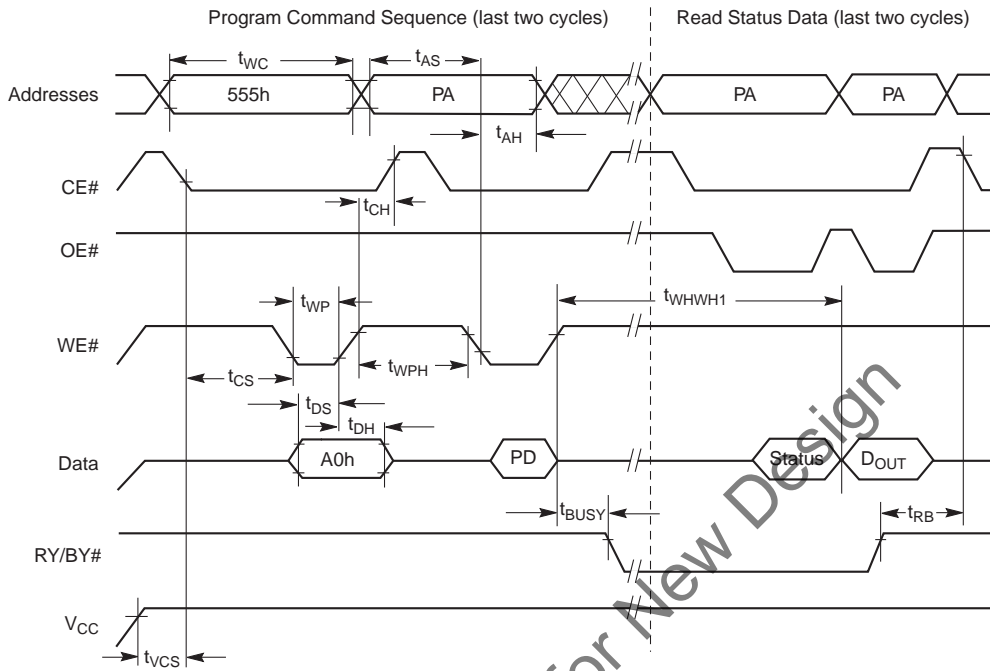 Program Command Sequence (last two cycles)
Read Status Data (last two cycles)
tWC
tAS
Addresses
555h
PA
PA
PA
tAH
CE#
tCH
OE#
tWP
tWHWH1
WE#
tCS
tWPH
tDS
tDH
Data
A0h
PD
Status
DOUT
tBUSY
tRB
RY/BY#
VCC
tVCS
for New Design